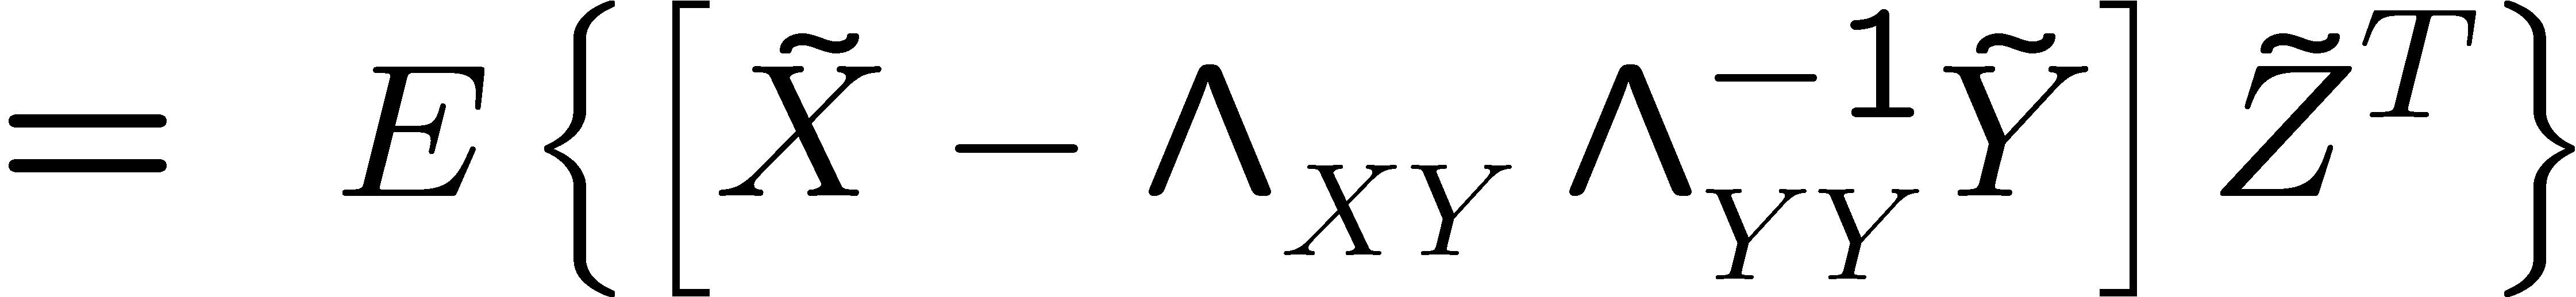 = E{[X̃ − Λ_{XY} Λ_{YY}^{−1} Ỹ] Z̃^T}